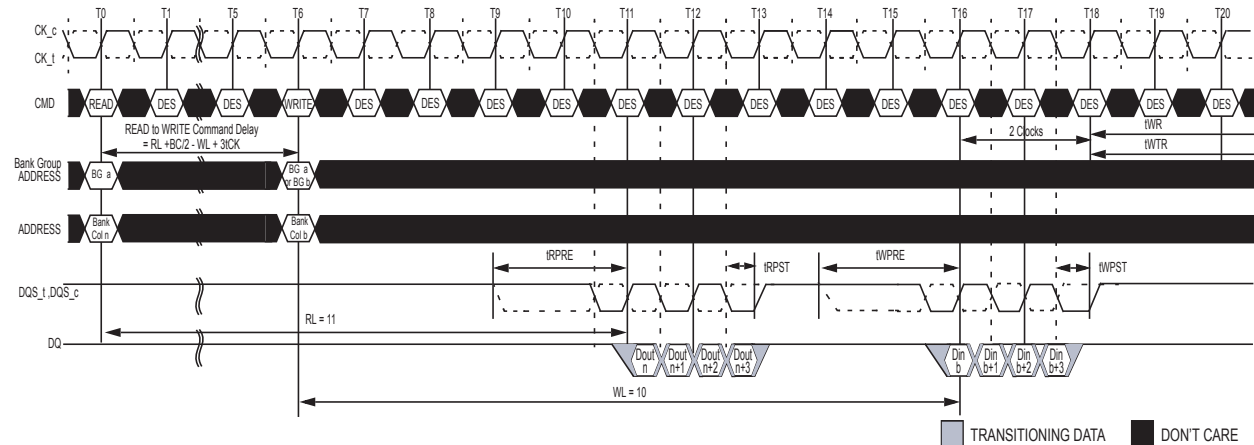 T0 T1 T5 T6 T7 T8 T9 T10 T11 T12 T13 T14 T15 T16 T17 T18 T19 T20
CK_c
CK_t
CMD READ DES DES WRITE DES DES DES DES DES DES DES DES DES DES DES DES DES DES
READ to WRITE Command Delay
= RL +BC/2 - WL + 3tCK
2 Clocks
tWR
tWTR
Bank Group
ADDRESS
BG a
BG a
or BG b
ADDRESS
Bank
Col n
Bank
Col b
tRPRE tRPST tWPRE tWPST
DQS_t ,DQS_c
RL = 11
DQ
Dout
n
Dout
n+1
Dout
n+2
Dout
n+3
Din
b
Din
b+1
Din
b+2
Din
b+3
WL = 10
TRANSITIONING DATA DON'T CARE